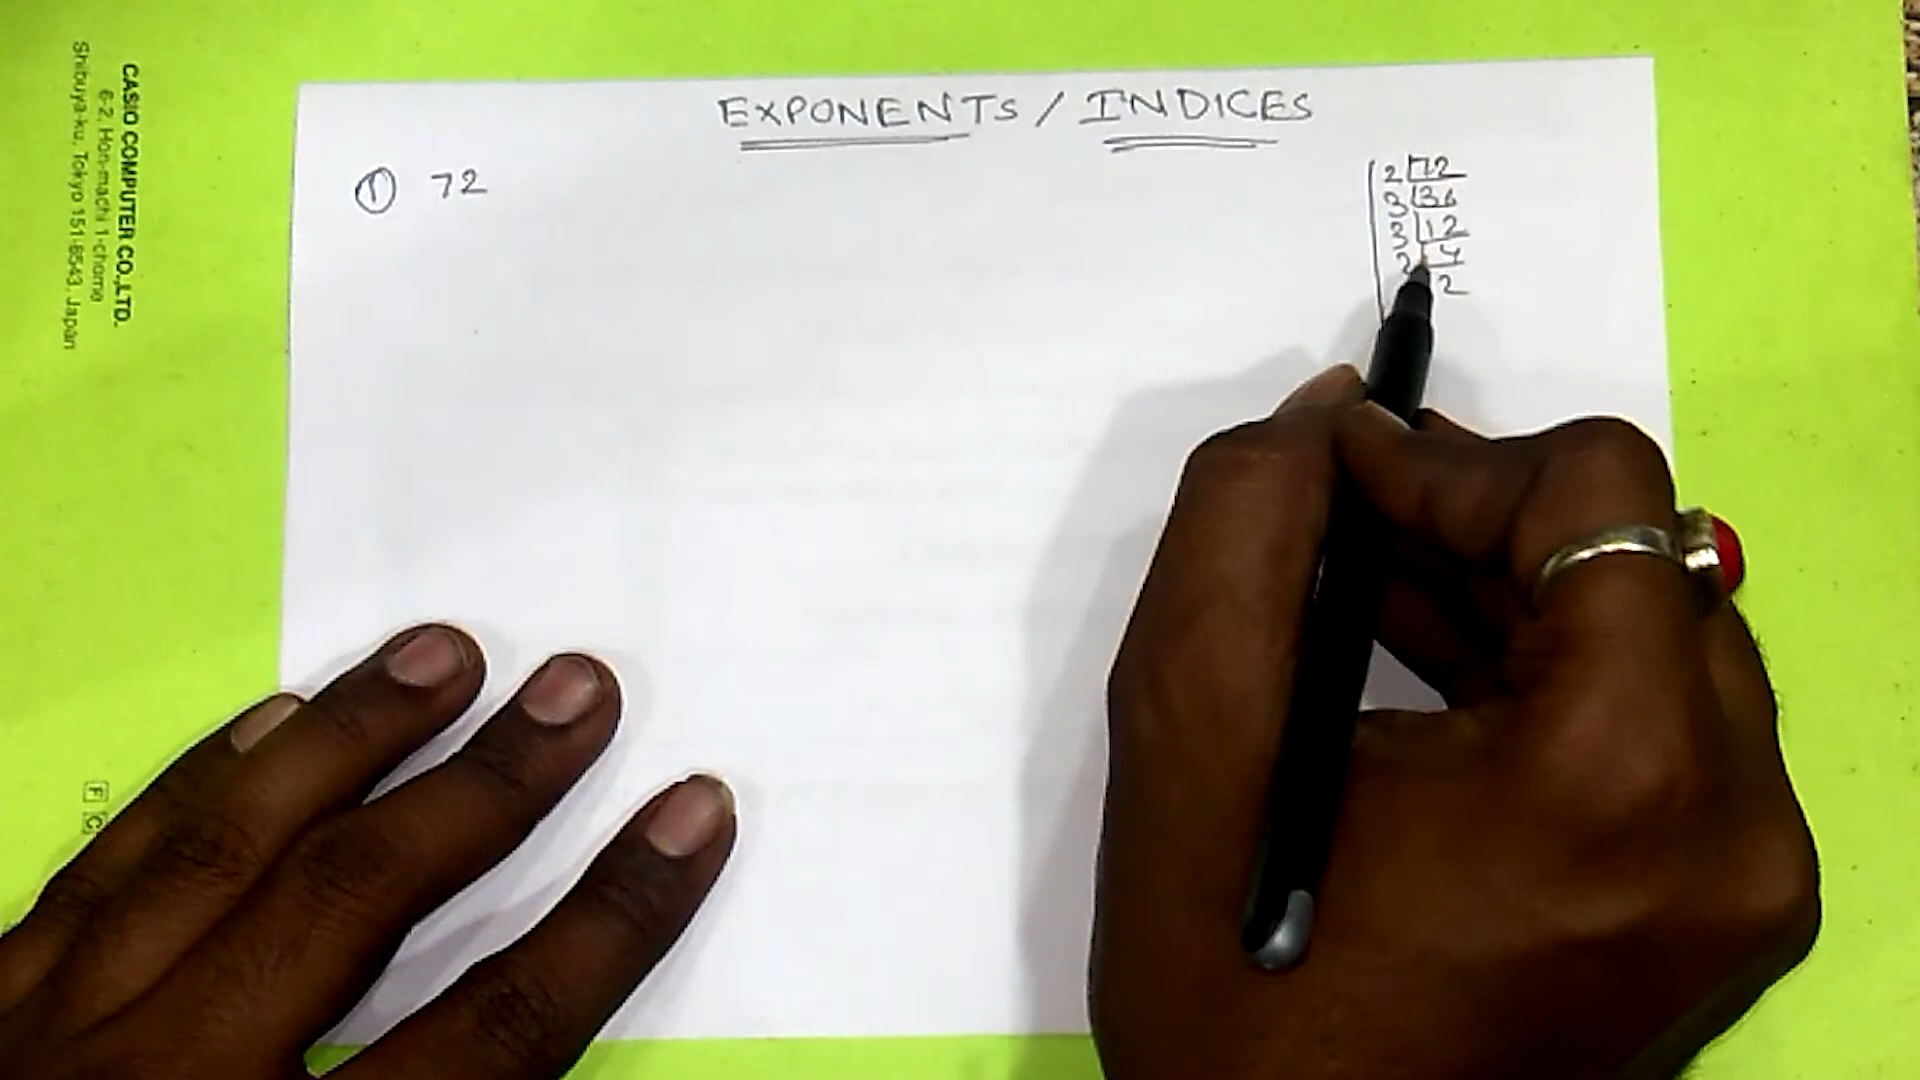 EXPONENTS / INDICES
① 72
2 72
3 36
3 12
2 4
2
CASIO COMPUTER CO.,LTD.
6-2, Hon-machi 1-chome
Shibuya-ku, Tokyo 151-8543, Japan
F C